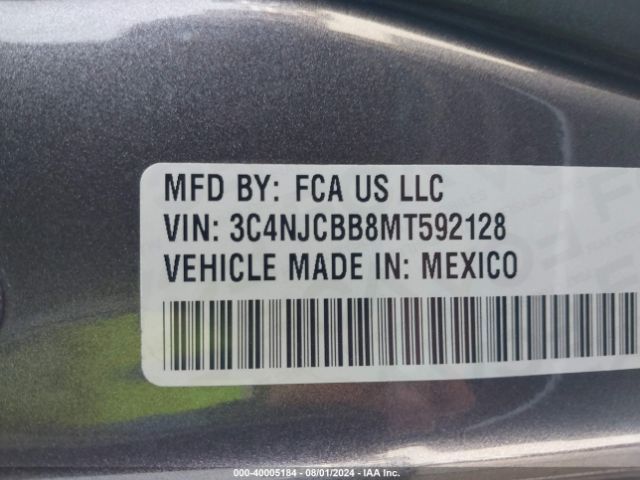 MFD BY: FCA US LLC
VIN: 3C4NJCBB8MT592128
VEHICLE MADE IN: MEXICO
000-40005184 - 08/01/2024 - IAA Inc.